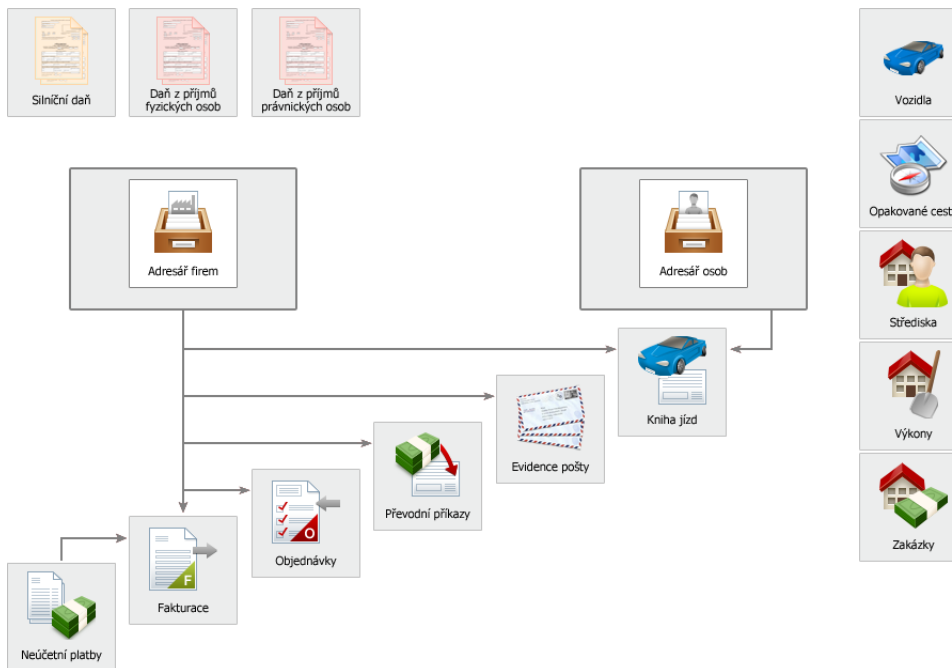 Silniční daň
Daň z příjmů
fyzických osob
Daň z příjmů
právnických osob
Vozidla
Opakované cest
Adresář firem
Adresář osob
Střediska
Kniha jízd
Výkony
Evidence pošty
Převodní příkazy
Objednávky
O
Zakázky
F
Fakturace
Neúčetní platby